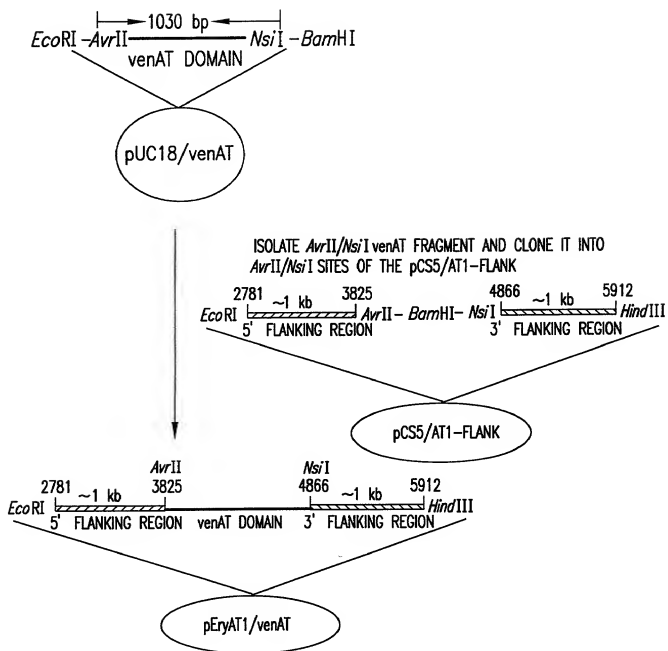 1030 bp
EcoRI -AvrII NsiI -BamHI
venAT DOMAIN
pUC18/venAT
ISOLATE AvrII/NsiI venAT FRAGMENT AND CLONE IT INTO
AvrII/NsiI SITES OF THE pCS5/AT1-FLANK
2781 ~1 kb 3825 4866 ~1 kb 5912
EcoRI AvrII- BamHI- NsiI HindIII
5' FLANKING REGION 3' FLANKING REGION
pCS5/AT1-FLANK
AvrII NsiI
2781 ~1 kb 3825 4866 ~1 kb 5912
EcoRI HindIII
5' FLANKING REGION venAT DOMAIN 3' FLANKING REGION
pEryAT1/venAT